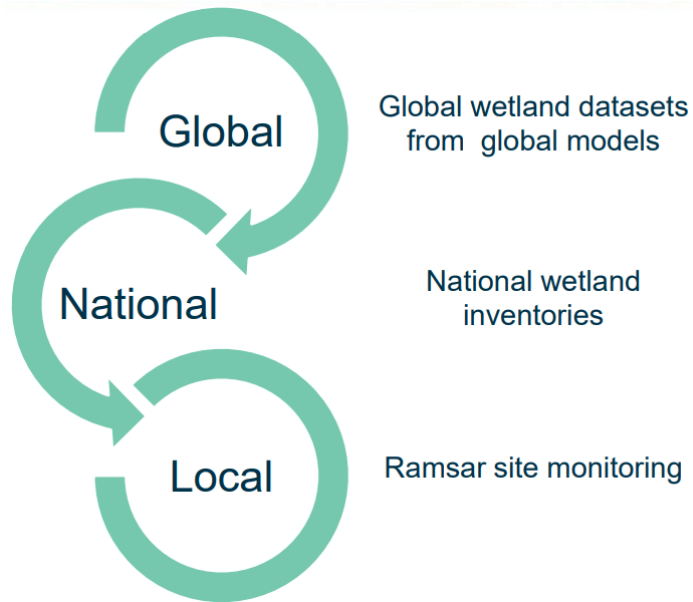 Global
Global wetland datasets
from global models
National
National wetland
inventories
Local
Ramsar site monitoring